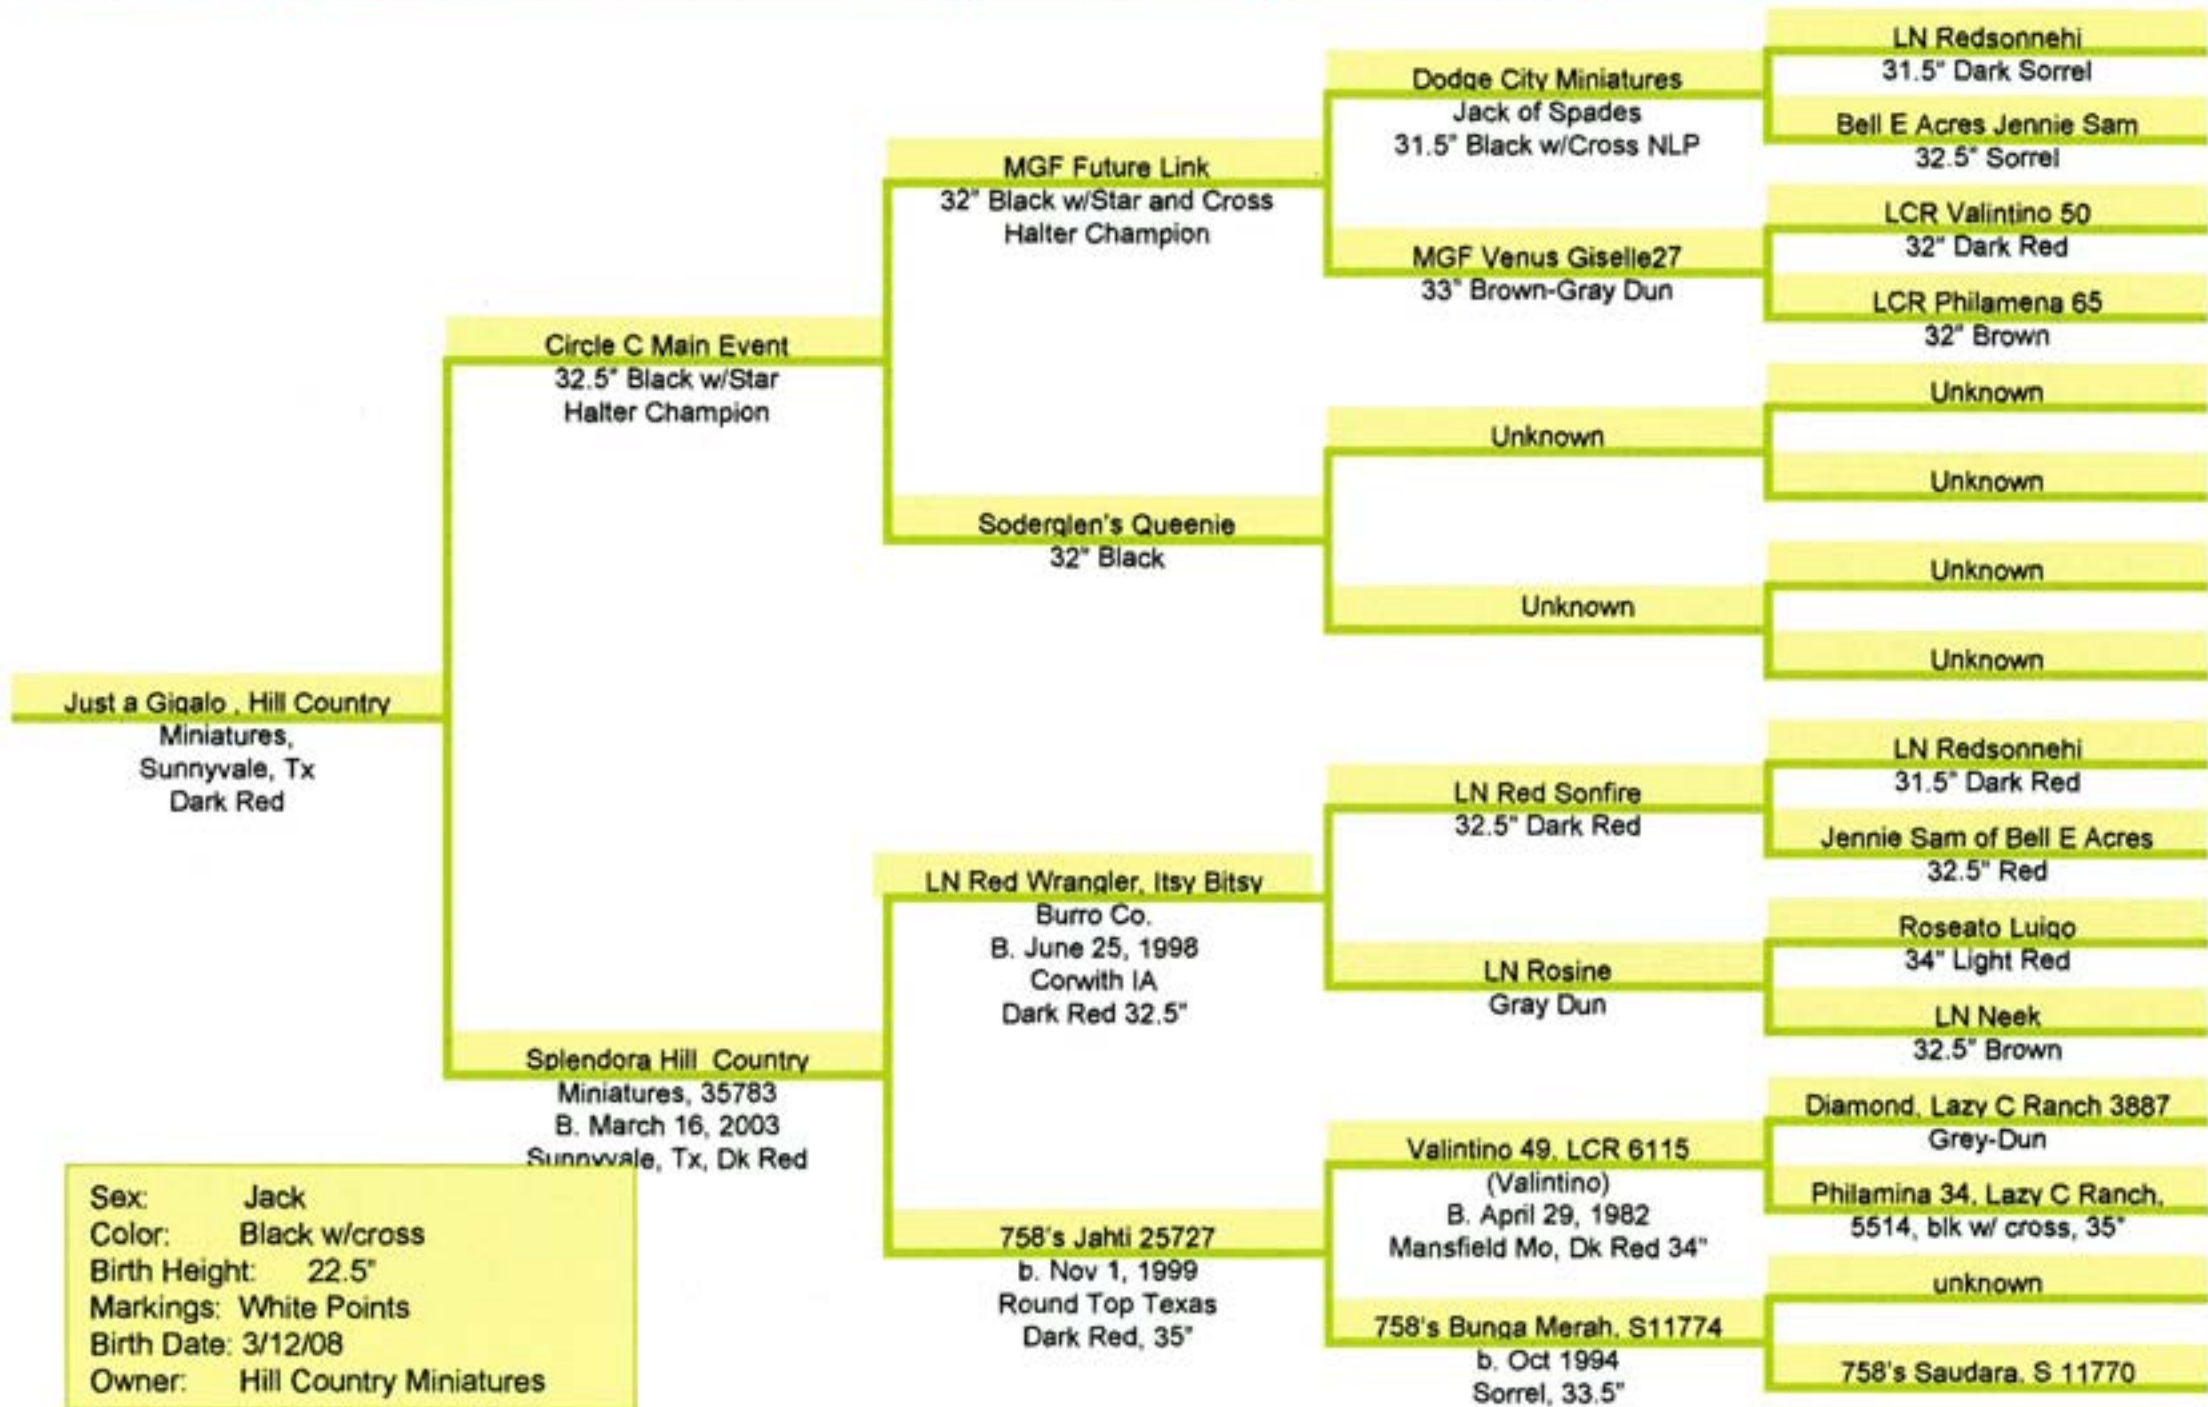 Just a Gigalo , Hill Country
Miniatures,
Sunnyvale, Tx
Dark Red
Circle C Main Event
32.5" Black w/Star
Halter Champion
Splendora Hill Country
Miniatures, 35783
B. March 16, 2003
Sunnyvale, Tx, Dk Red
MGF Future Link
32" Black w/Star and Cross
Halter Champion
Soderglen's Queenie
32" Black
LN Red Wrangler, Itsy Bitsy
Burro Co.
B. June 25, 1998
Corwith IA
Dark Red 32.5"
758's Jahti 25727
b. Nov 1, 1999
Round Top Texas
Dark Red, 35"
Dodge City Miniatures
Jack of Spades
31.5" Black w/Cross NLP
MGF Venus Giselle27
33" Brown-Gray Dun
Unknown
Unknown
LN Red Sonfire
32.5" Dark Red
LN Rosine
Gray Dun
Valintino 49, LCR 6115
(Valintino)
B. April 29, 1982
Mansfield Mo, Dk Red 34"
758's Bunga Merah, S11774
b. Oct 1994
Sorrel, 33.5"
LN Redsonnehi
31.5" Dark Sorrel
Bell E Acres Jennie Sam
32.5" Sorrel
LCR Valintino 50
32" Dark Red
LCR Philamena 65
32" Brown
Unknown
Unknown
Unknown
Unknown
LN Redsonnehi
31.5" Dark Red
Jennie Sam of Bell E Acres
32.5" Red
Roseato Luigo
34" Light Red
LN Neek
32.5" Brown
Diamond, Lazy C Ranch 3887
Grey-Dun
Philamina 34, Lazy C Ranch,
5514, blk w/ cross, 35"
unknown
758's Saudara, S 11770
Sex: Jack
Color: Black w/cross
Birth Height: 22.5"
Markings: White Points
Birth Date: 3/12/08
Owner: Hill Country Miniatures